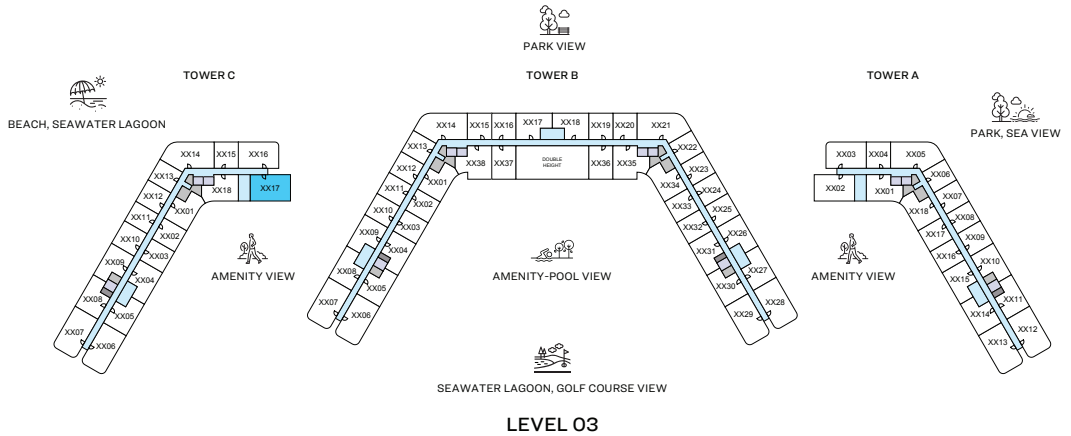 PARK VIEW
TOWER C
TOWER B
TOWER A
BEACH, SEAWATER LAGOON
PARK, SEA VIEW
XX14
XX15
XX16
XX13
XX12
XX11
XX10
XX09
XX08
XX07
XX06
XX05
XX04
XX03
XX02
XX01
XX18
XX17
XX14
XX15
XX16
XX17
XX18
XX19
XX20
XX21
XX13
XX12
XX11
XX10
XX09
XX08
XX07
XX06
XX05
XX04
XX03
XX02
XX01
XX38
XX37
DOUBLE
HEIGHT
XX36
XX35
XX34
XX33
XX32
XX31
XX30
XX29
XX22
XX23
XX24
XX25
XX26
XX27
XX28
XX03
XX04
XX05
XX02
XX01
XX06
XX07
XX08
XX09
XX10
XX11
XX12
XX18
XX17
XX16
XX15
XX14
XX13
AMENITY VIEW
AMENITY-POOL VIEW
AMENITY VIEW
SEAWATER LAGOON, GOLF COURSE VIEW
LEVEL 03